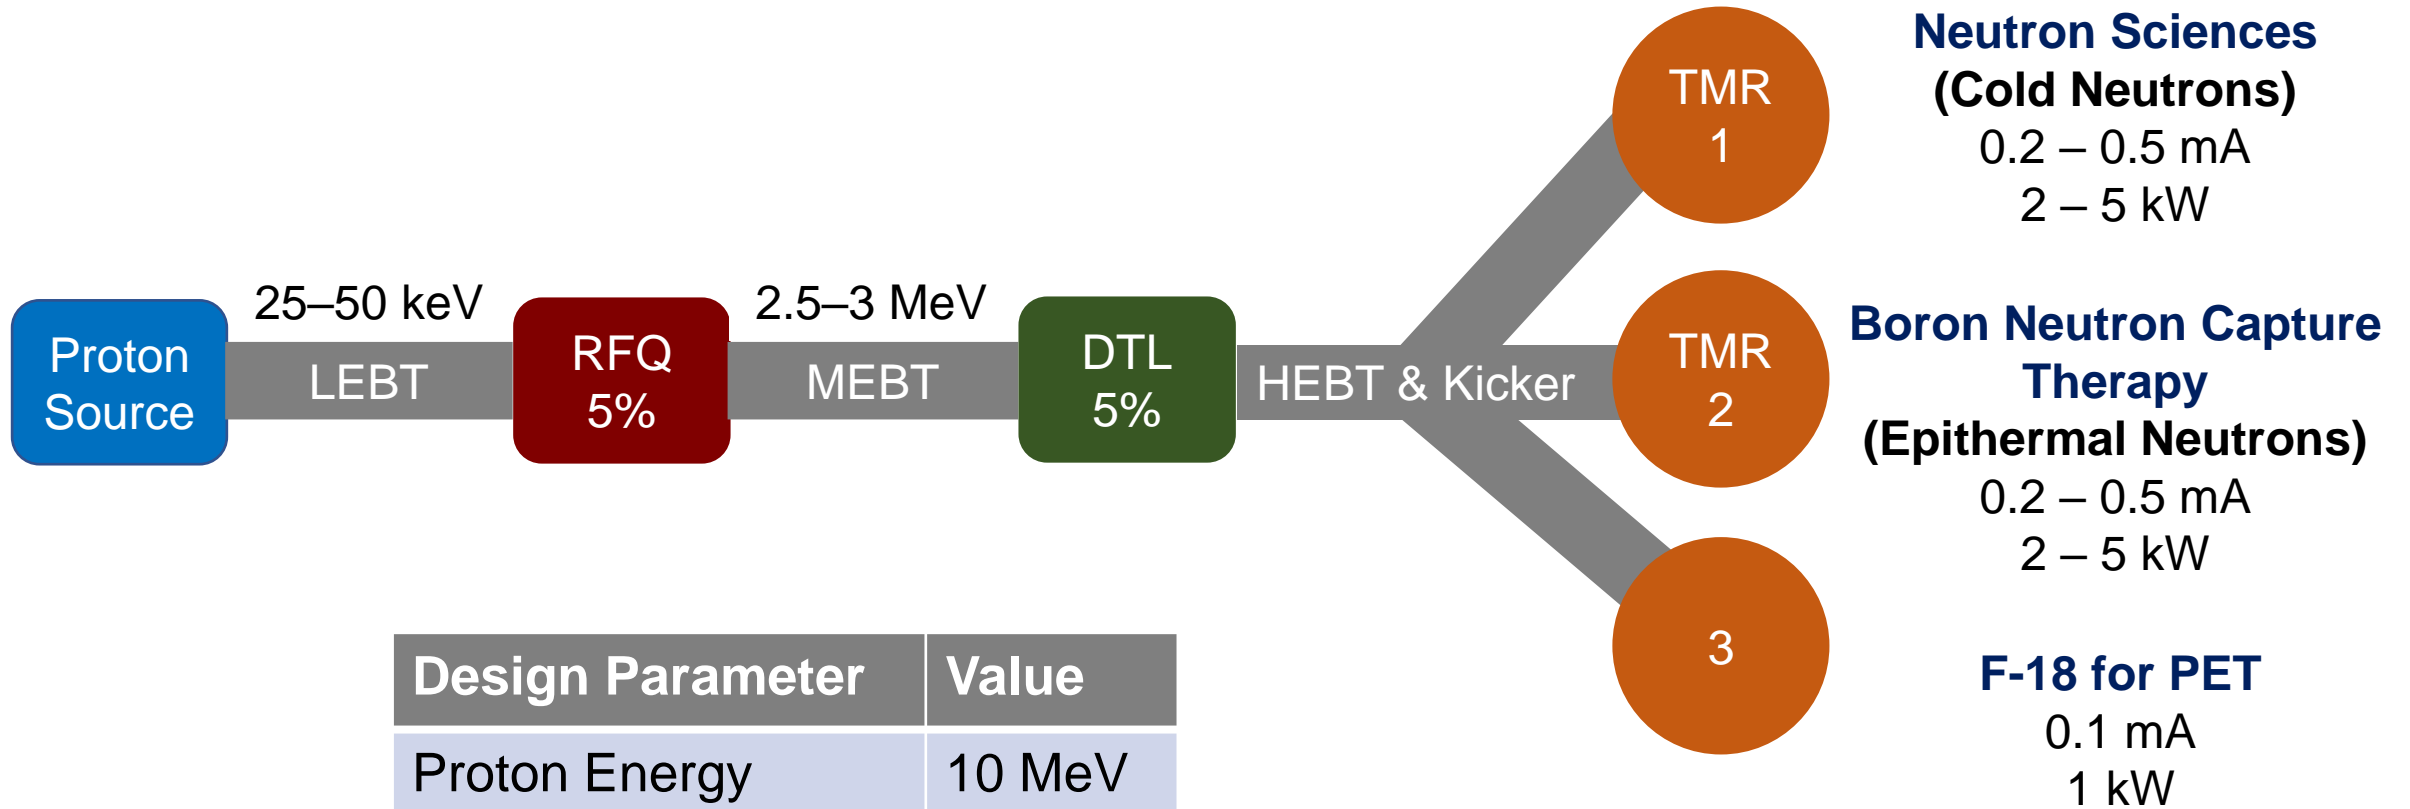 Proton
Source
25–50 keV
LEBT
RFQ
5%
2.5–3 MeV
MEBT
DTL
5%
HEBT & Kicker
TMR
1
TMR
2
3
Neutron Sciences
(Cold Neutrons)
0.2 – 0.5 mA
2 – 5 kW
Boron Neutron Capture
Therapy
(Epithermal Neutrons)
0.2 – 0.5 mA
2 – 5 kW
F-18 for PET
0.1 mA
1 kW
Design Parameter Value
Proton Energy 10 MeV